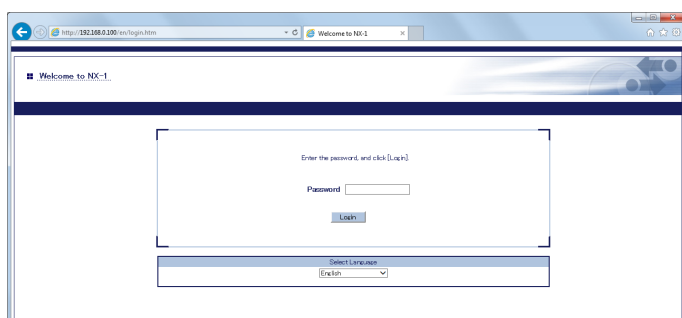 http://192.168.0.100/en/login.htm
Welcome to NX-1
Welcome to NX-1
Enter the password, and click [Login].
Password
Login
Select Language
English